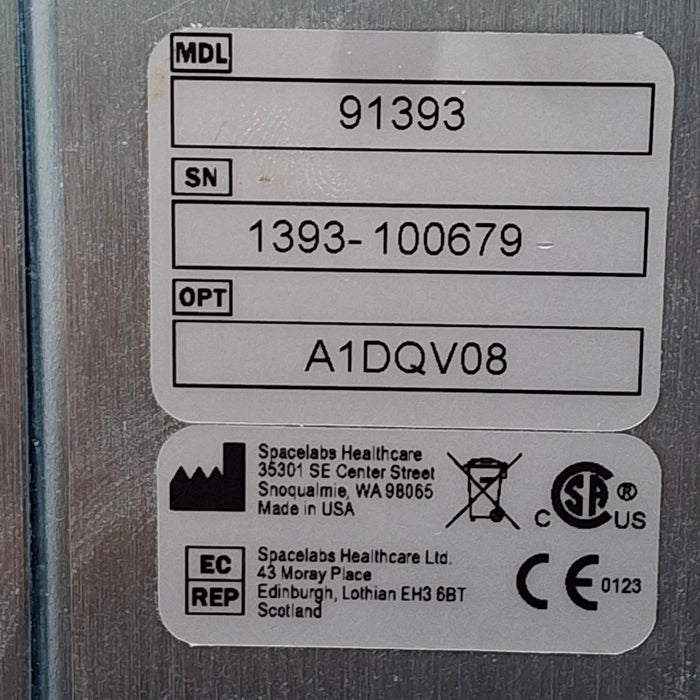 MDL
91393
SN
1393-100679
OPT
A1DQV08
Spacelabs Healthcare
35301 SE Center Street
Snoqualmie, WA 98065
Made in USA
C SA ® US
EC REP
Spacelabs Healthcare Ltd.
43 Moray Place
Edinburgh, Lothian EH3 6BT
Scotland
CE 0123